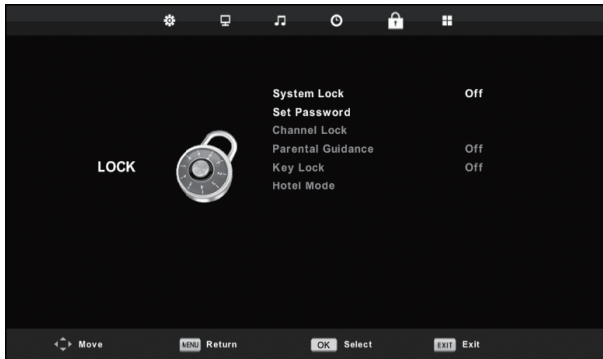 System Lock Off
Set Password
Channel Lock
Parental Guidance Off
Key Lock Off
Hotel Mode
LOCK
Move MENU Return OK Select EXIT Exit